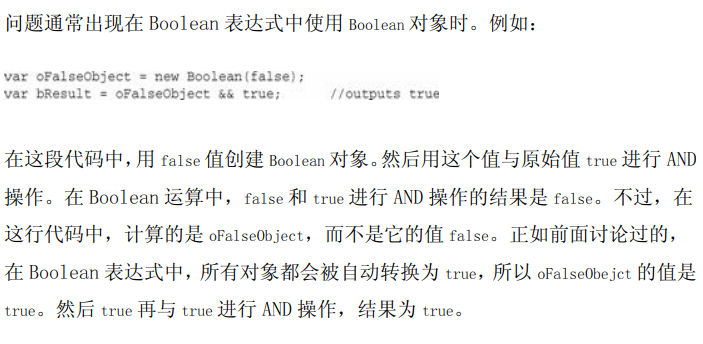 问题通常出现在 Boolean 表达式中使用 Boolean 对象时。例如：
var oFalseObject = new Boolean(false);
var bResult = oFalseObject && true;      //outputs true
在这段代码中，用 false 值创建 Boolean 对象。然后用这个值与原始值 true 进行 AND
操作。在 Boolean 运算中，false 和 true 进行 AND 操作的结果是 false。不过，在
这行代码中，计算的是 oFalseObject，而不是它的值 false。正如前面讨论过的，
在 Boolean 表达式中，所有对象都会被自动转换为 true，所以 oFalseObejct 的值是
true。然后 true 再与 true 进行 AND 操作，结果为 true。